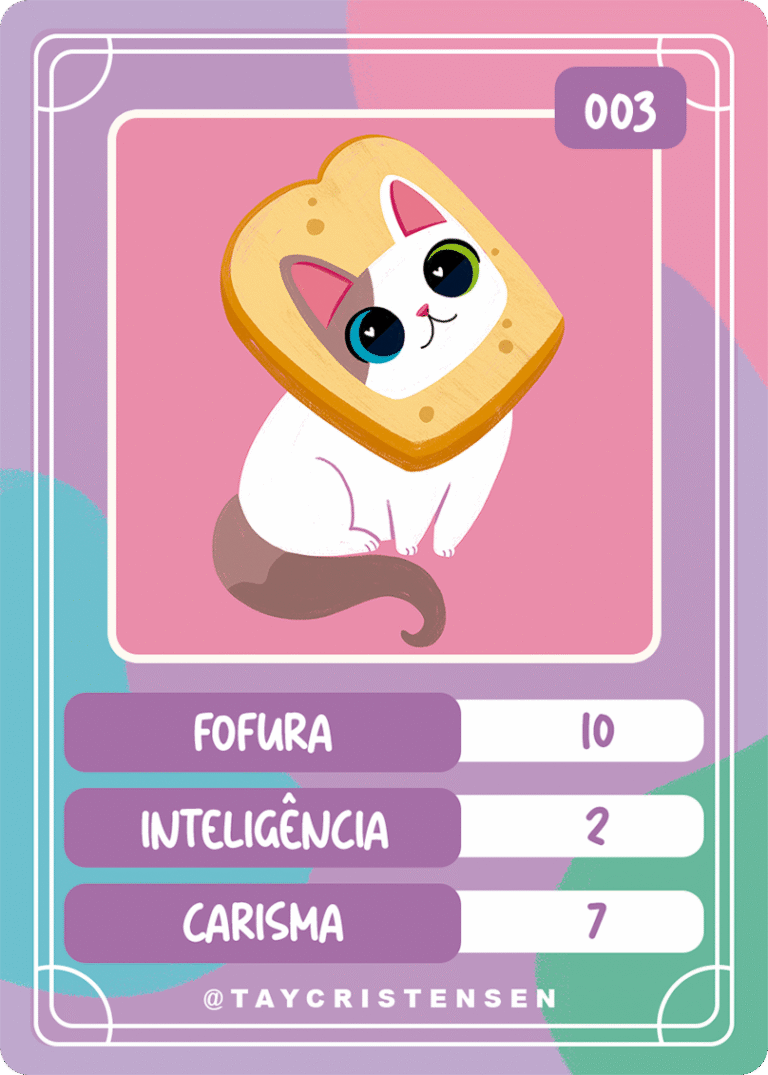 003
FOFURA 10
INTELIGÊNCIA 2
CARISMA 7
@TAYCRISTENSEN